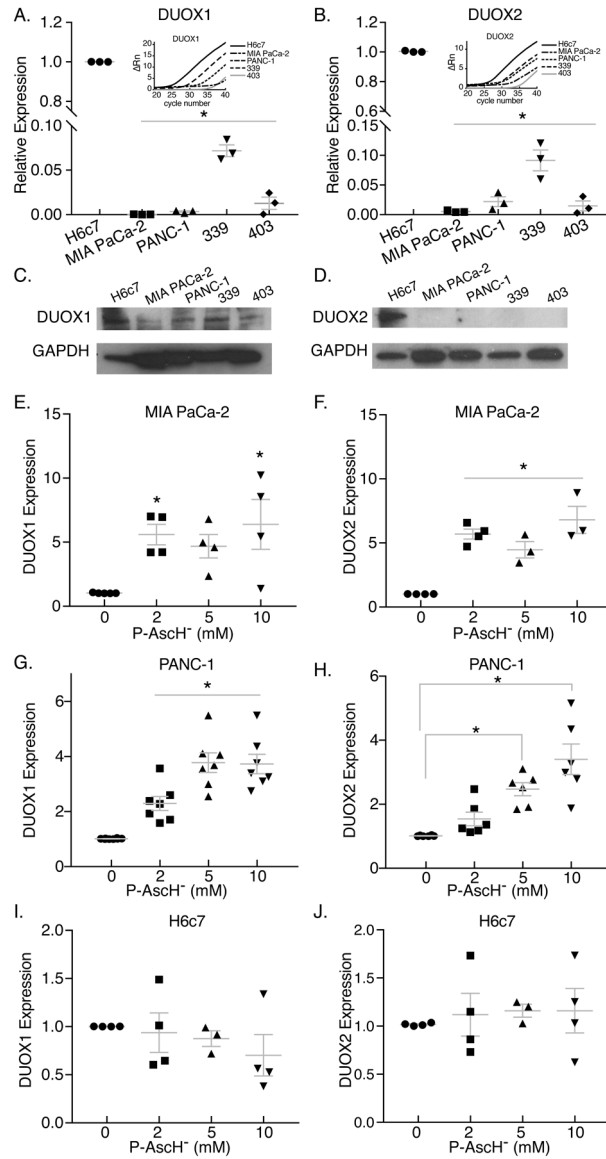 A.
DUOX1
Relative Expression
1.2
1.0
0.8
0.6
0.10
0.05
0.00
DUOX1
ΔRn
20
15
10
5
0
20 25 30 35 40
cycle number
H6c7
MIA PaCa-2
PANC-1
339
403
*
H6c7
MIA PaCa-2
PANC-1
339
403
B.
DUOX2
Relative Expression
1.2
1.0
0.8
0.6
0.15
0.10
0.05
0.00
DUOX2
ΔRn
10
5
0
20 25 30 35 40
cycle number
H6c7
MIA PaCa-2
PANC-1
339
403
*
H6c7
MIA PaCa-2
PANC-1
339
403
C.
H6c7
MIA PACa-2
PANC-1
339
403
DUOX1
GAPDH
D.
H6c7
MIA PACa-2
PANC-1
339
403
DUOX2
GAPDH
E.
MIA PaCa-2
DUOX1 Expression
15
10
5
0
* *
0 2 5 10
P-AscH⁻ (mM)
F.
MIA PaCa-2
DUOX2 Expression
15
10
5
0
*
0 2 5 10
P-AscH⁻ (mM)
G.
PANC-1
DUOX1 Expression
6
4
2
0
*
0 2 5 10
P-AscH⁻ (mM)
H.
PANC-1
DUOX2 Expression
6
4
2
0
*
*
0 2 5 10
P-AscH⁻ (mM)
I.
H6c7
DUOX1 Expression
2.0
1.5
1.0
0.5
0.0
0 2 5 10
P-AscH⁻ (mM)
J.
H6c7
DUOX2 Expression
2.0
1.5
1.0
0.5
0.0
0 2 5 10
P-AscH⁻ (mM)